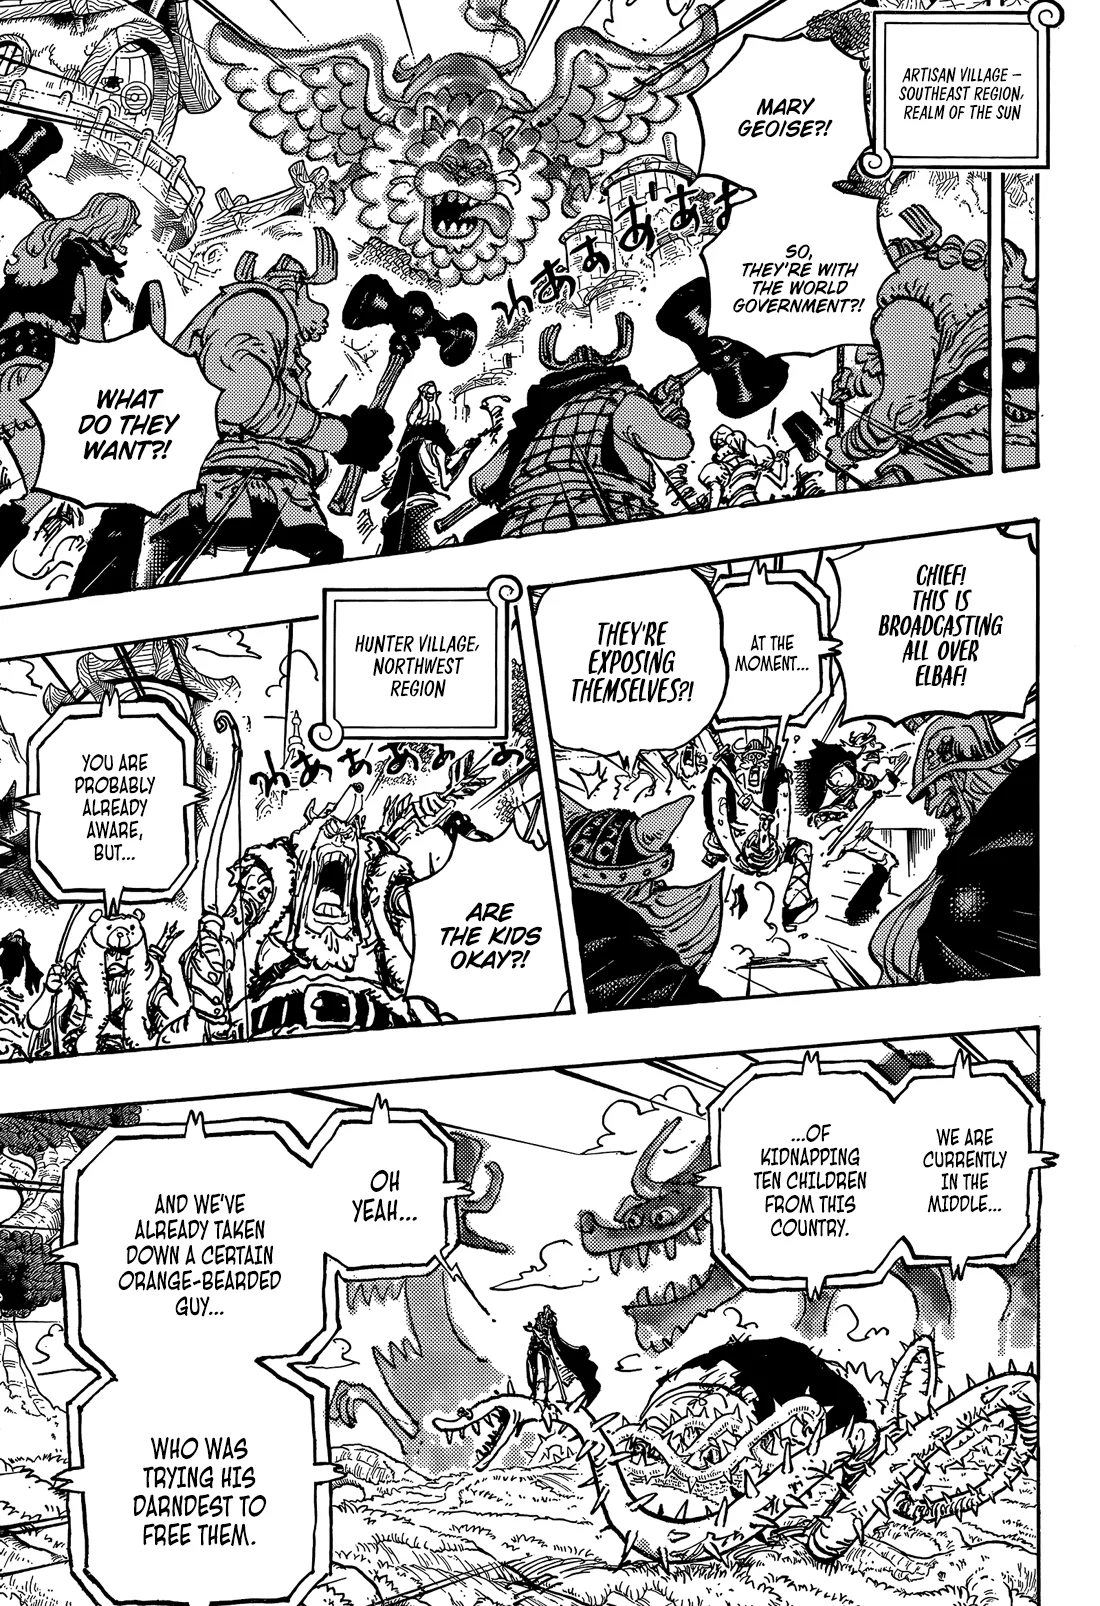 ARTISAN VILLAGE –
SOUTHEAST REGION,
REALM OF THE SUN
MARY
GEOISE?!
SO,
THEY'RE WITH
THE WORLD
GOVERNMENT?!
わああぁぁあぉ
WHAT
DO THEY
WANT?!
CHIEF!
THIS IS
BROADCASTING
ALL OVER
ELBAF!
AT THE
MOMENT...
THEY'RE
EXPOSING
THEMSELVES?!
HUNTER VILLAGE,
NORTHWEST
REGION
ARE
THE KIDS
OKAY?!
YOU ARE
PROBABLY
ALREADY
AWARE,
BUT...
WE ARE
CURRENTLY
IN THE
MIDDLE...
...OF
KIDNAPPING
TEN CHILDREN
FROM THIS
COUNTRY.
OH
YEAH...
AND WE'VE
ALREADY TAKEN
DOWN A CERTAIN
ORANGE-BEARDED
GUY...
WHO WAS
TRYING HIS
DARNDEST TO
FREE THEM.